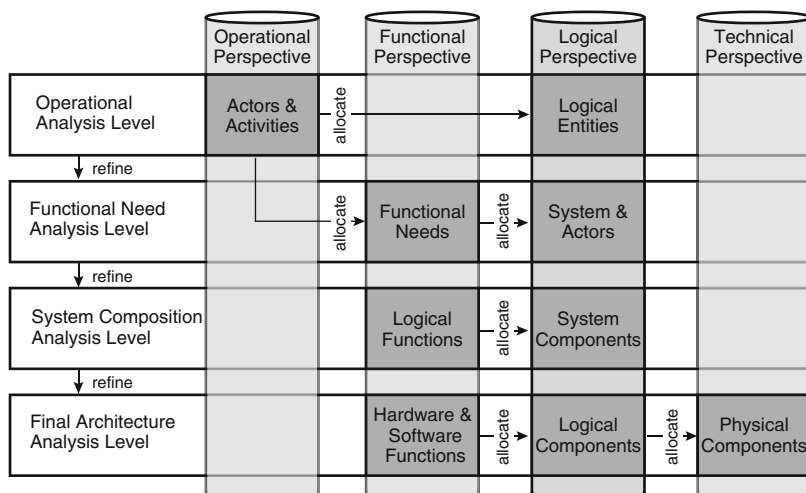 Operational
Perspective
Functional
Perspective
Logical
Perspective
Technical
Perspective
Operational
Analysis Level
Actors &
Activities
allocate
Logical
Entities
refine
Functional Need
Analysis Level
allocate
Functional
Needs
allocate
System &
Actors
refine
System Composition
Analysis Level
Logical
Functions
allocate
System
Components
refine
Final Architecture
Analysis Level
Hardware &
Software
Functions
allocate
Logical
Components
allocate
Physical
Components